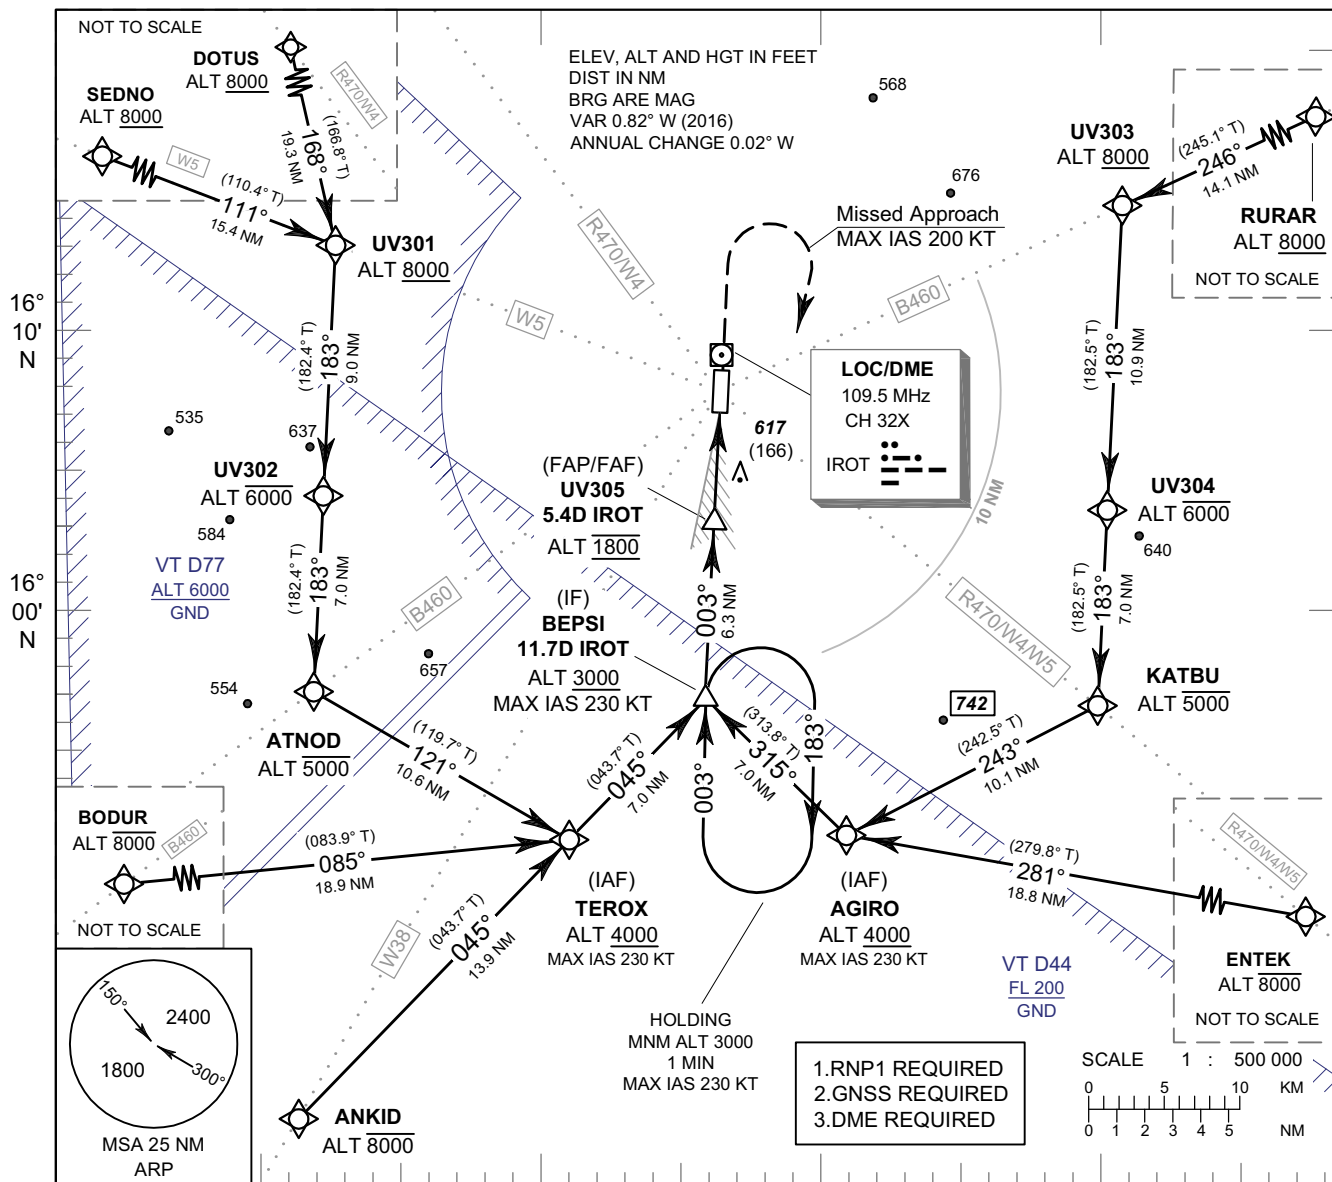 NOT TO SCALE
DOTUS
ALT 8000
SEDNO
ALT 8000
R470/W4
(166.8° T)
168°
19.3 NM
W5
(110.4° T)
111°
15.4 NM
UV301
ALT 8000
ELEV, ALT AND HGT IN FEET
DIST IN NM
BRG ARE MAG
VAR 0.82° W (2016)
ANNUAL CHANGE 0.02° W
568
676
UV303
ALT 8000
(245.1° T)
246°
14.1 NM
RURAR
ALT 8000
NOT TO SCALE
Missed Approach
MAX IAS 200 KT
R470/W4
W5
B460
16°
10'
N
(182.4° T)
183°
9.0 NM
(182.5° T)
183°
10.9 NM
LOC/DME
109.5 MHz
CH 32X
IROT
10 NM
535
637
617
(166)
UV302
ALT 6000
584
(FAP/FAF)
UV305
5.4D IROT
ALT 1800
UV304
ALT 6000
640
VT D77
ALT 6000
GND
16°
00'
N
(182.4° T)
183°
7.0 NM
B460
(IF)
BEPSI
11.7D IROT
ALT 3000
MAX IAS 230 KT
003°
6.3 NM
R470/W4/W5
(182.5° T)
183°
7.0 NM
KATBU
ALT 5000
657
554
742
ATNOD
ALT 5000
(119.7° T)
121°
10.6 NM
(043.7° T)
045°
7.0 NM
003°
183°
(313.8° T)
315°
7.0 NM
(242.5° T)
243°
10.1 NM
BODUR
ALT 8000
B460
NOT TO SCALE
(083.9° T)
085°
18.9 NM
(IAF)
TEROX
ALT 4000
MAX IAS 230 KT
(IAF)
AGIRO
ALT 4000
MAX IAS 230 KT
(279.8° T)
281°
18.8 NM
R470/W4/W5
ENTEK
ALT 8000
NOT TO SCALE
W38
(043.7° T)
045°
13.9 NM
VT D44
FL 200
GND
150°
2400
1800
300°
MSA 25 NM
ARP
ANKID
ALT 8000
HOLDING
MNM ALT 3000
1 MIN
MAX IAS 230 KT
1.RNP1 REQUIRED
2.GNSS REQUIRED
3.DME REQUIRED
SCALE 1 : 500 000
0 5 10 KM
0 1 2 3 4 5 NM